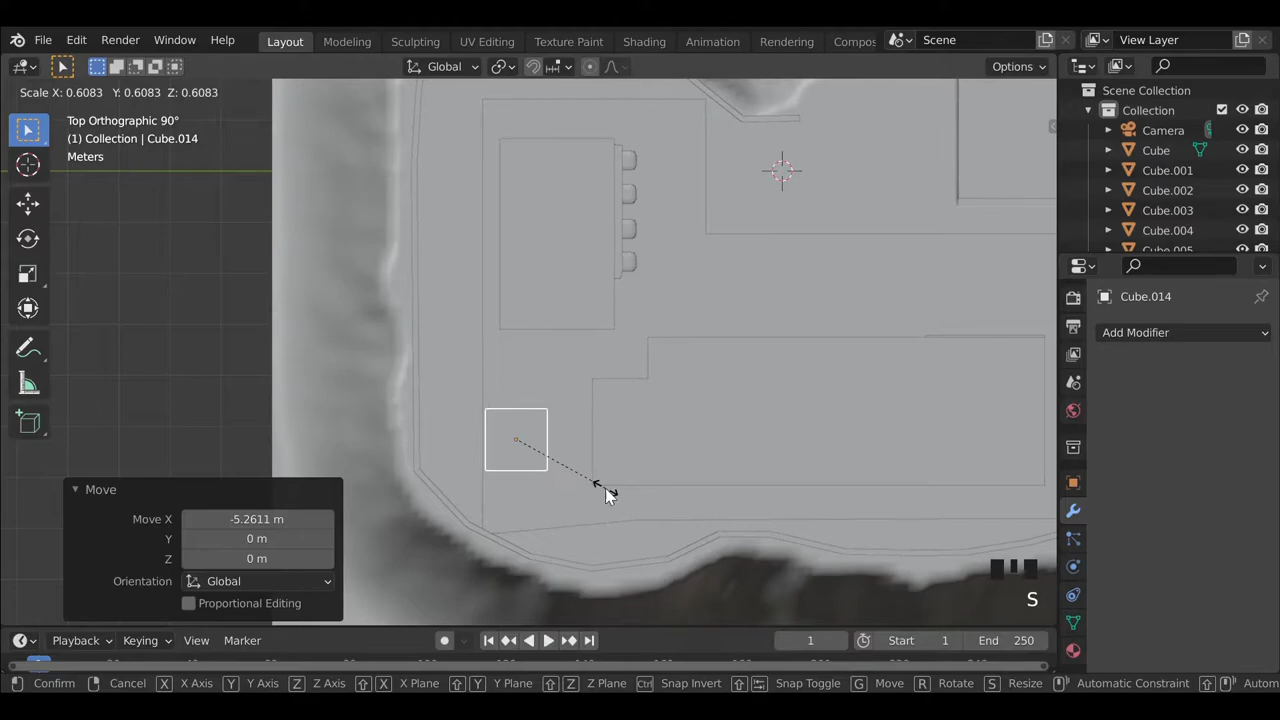 File Edit Render Window Help Layout Modeling Sculpting UV Editing Texture Paint Shading Animation Rendering Compos Scene View Layer
Global Options
Scale X: 0.6083 Y: 0.6083 Z: 0.6083
Top Orthographic 90°
(1) Collection | Cube.014
Meters
Scene Collection
Collection
Camera
Cube
Cube.001
Cube.002
Cube.003
Cube.004
Cube.005
Cube.014
Add Modifier
Move
Move X -5.2611 m
Y 0 m
Z 0 m
Orientation Global
Proportional Editing
S
Playback Keying View Marker 1 Start 1 End 250
Confirm Cancel X X Axis Y Y Axis Z Z Axis X X Plane Y Y Plane Z Z Plane Ctrl Snap Invert Snap Toggle G Move R Rotate S Resize Automatic Constraint Autom